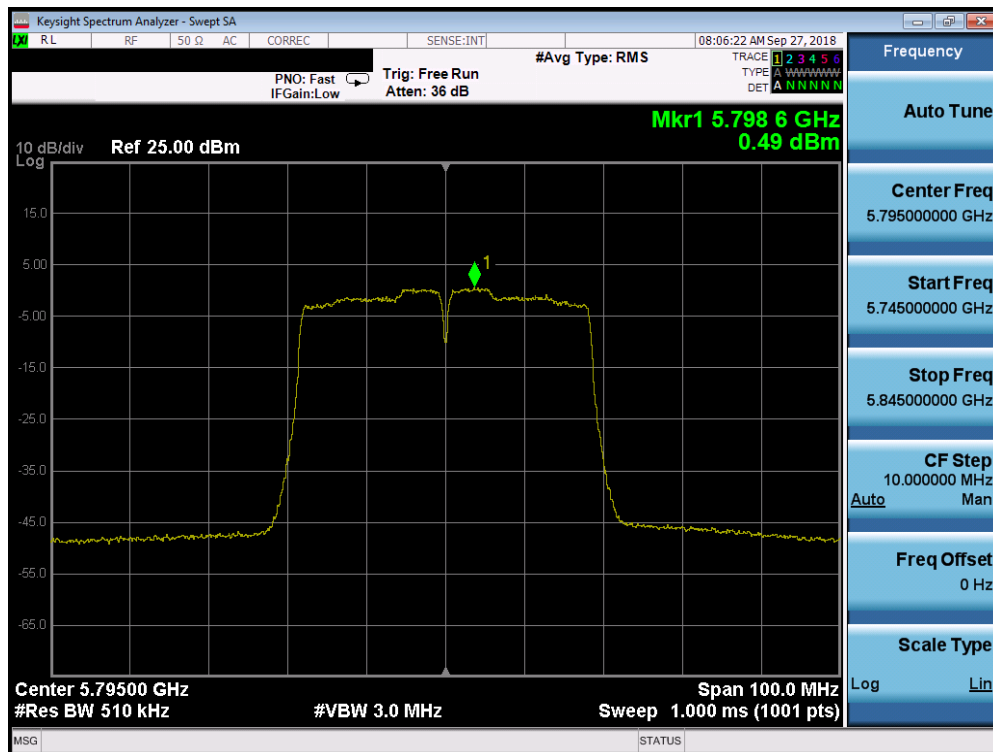 Keysight Spectrum Analyzer - Swept SA
LXI RL RF 50 Ω AC CORREC SENSE:INT 08:06:22 AM Sep 27, 2018
#Avg Type: RMS
TRACE 1 2 3 4 5 6
TYPE A W W W W W
DET A N N N N N
PNO: Fast
IFGain:Low
Trig: Free Run
Atten: 36 dB
Mkr1 5.798 6 GHz
0.49 dBm
10 dB/div
Log
Ref 25.00 dBm
15.0
5.00
-5.00
-15.0
-25.0
-35.0
-45.0
-55.0
-65.0
1
Center 5.79500 GHz
Span 100.0 MHz
#Res BW 510 kHz
#VBW 3.0 MHz
Sweep 1.000 ms (1001 pts)
MSG
STATUS
Frequency
Auto Tune
Center Freq
5.795000000 GHz
Start Freq
5.745000000 GHz
Stop Freq
5.845000000 GHz
CF Step
10.000000 MHz
Auto Man
Freq Offset
0 Hz
Scale Type
Log Lin